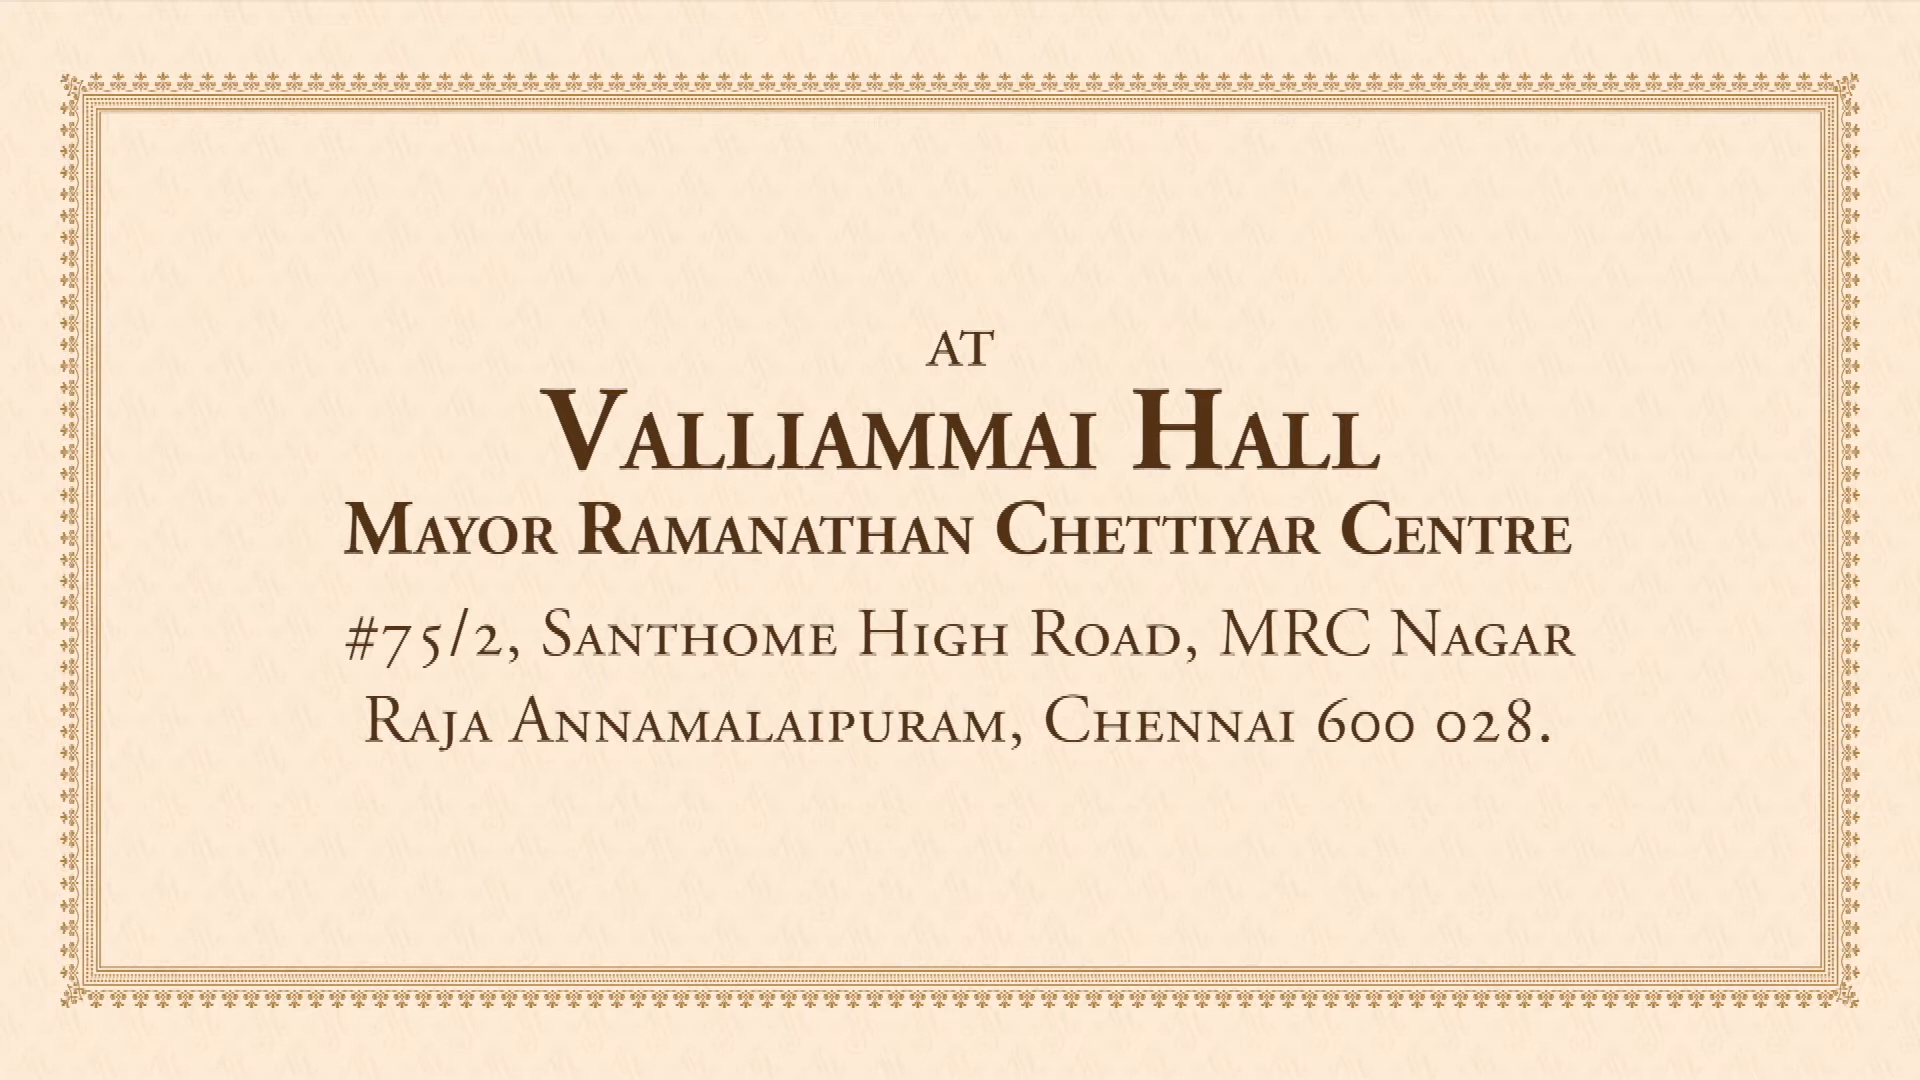 at
Valliammai Hall
Mayor Ramanathan Chettiyar Centre
#75/2, Santhome High Road, MRC Nagar
Raja Annamalaipuram, Chennai 600 028.